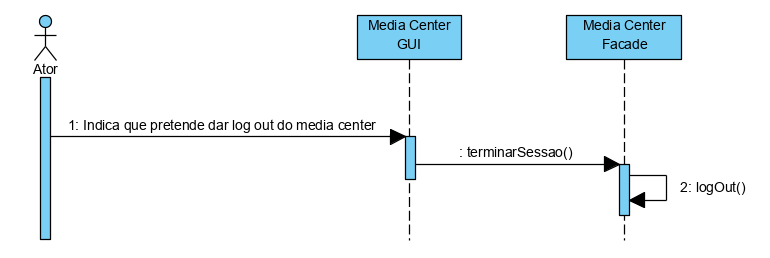 Media Center
GUI
Media Center
Facade
Ator
1: Indica que pretende dar log out do media center
: terminarSessao()
2: logOut()